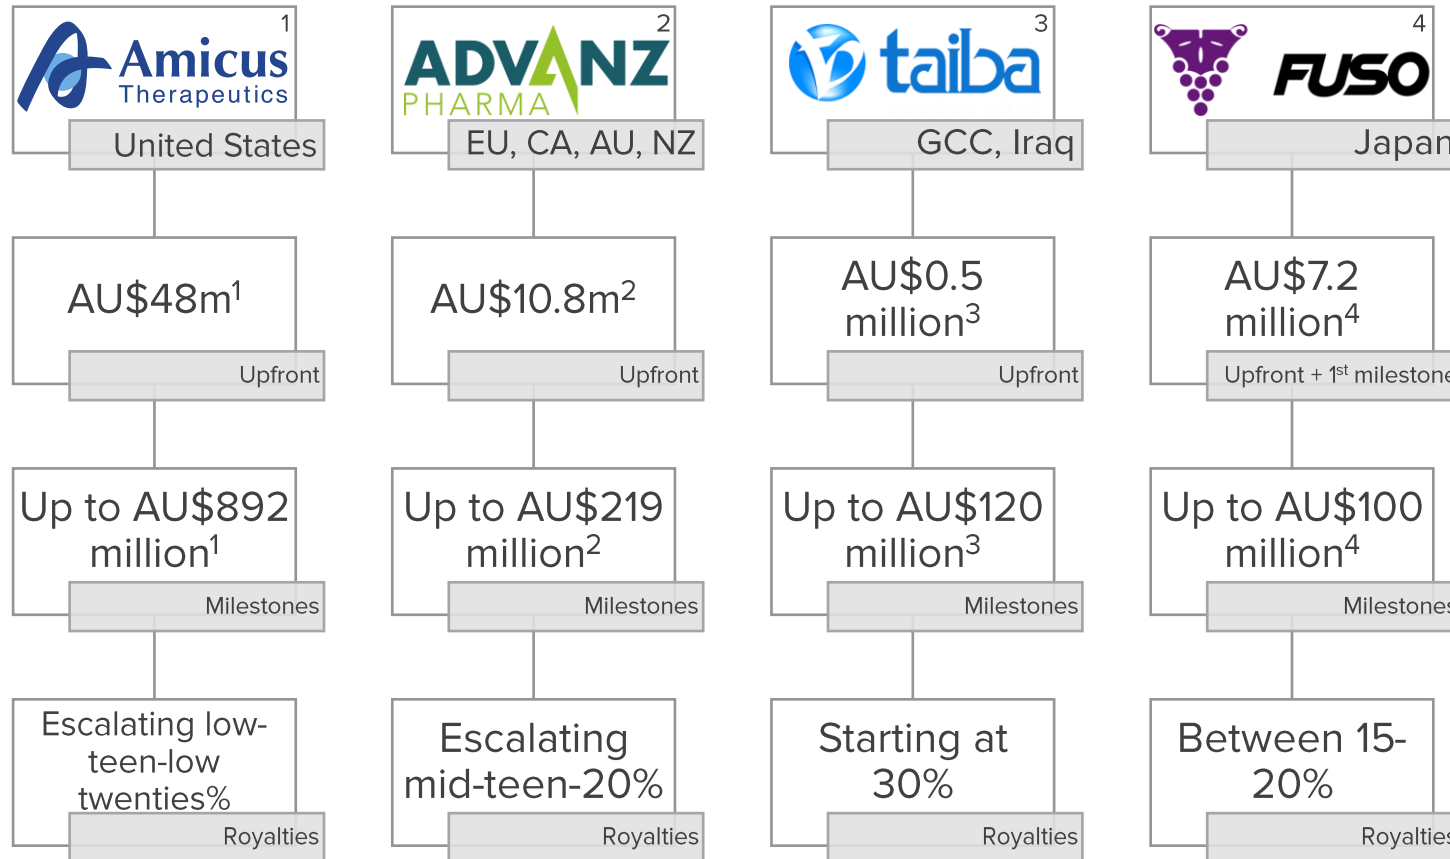 1
Amicus
Therapeutics
United States
AU$48m¹
Upfront
Up to AU$892
million¹
Milestones
Escalating low-
teen-low
twenties%
Royalties
2
ADVANZ
PHARMA
EU, CA, AU, NZ
AU$10.8m²
Upfront
Up to AU$219
million²
Milestones
Escalating
mid-teen-20%
Royalties
3
taiba
GCC, Iraq
AU$0.5
million³
Upfront
Up to AU$120
million³
Milestones
Starting at
30%
Royalties
4
FUSO
Japan
AU$7.2
million⁴
Upfront + 1st milestone
Up to AU$100
million⁴
Milestones
Between 15-
20%
Royalties